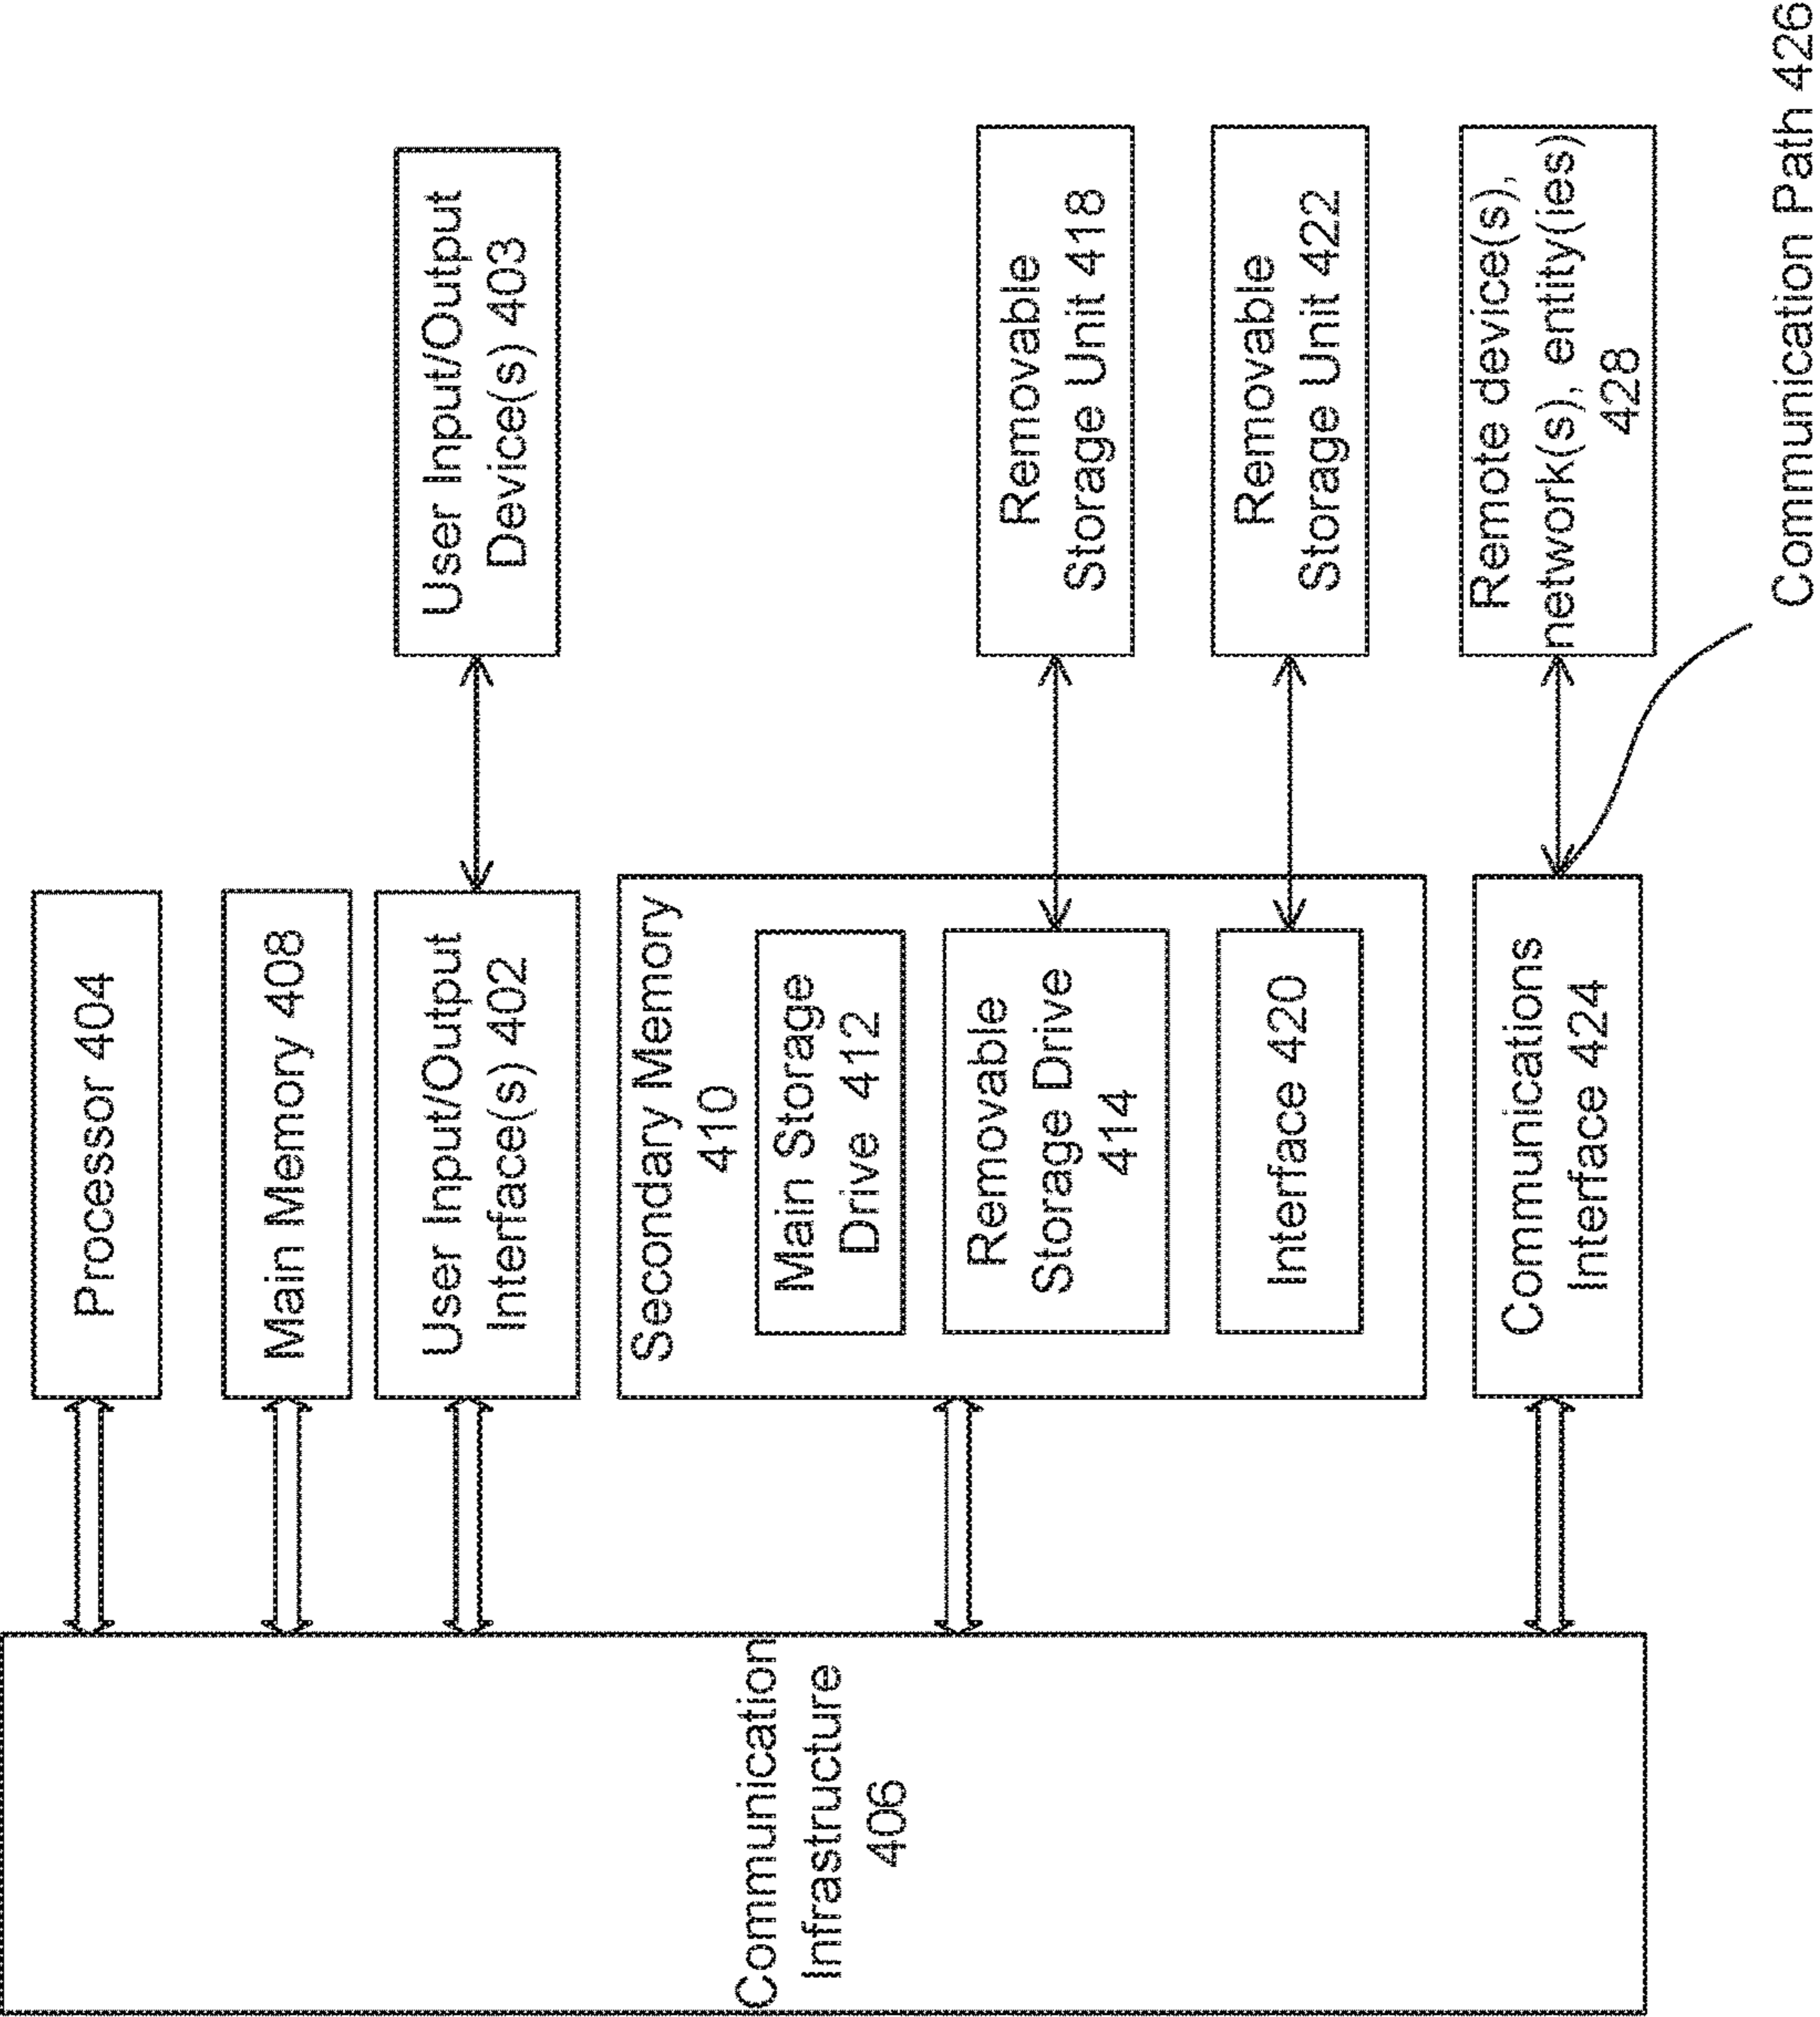 Communication
Infrastructure
406
Processor 404
Main Memory 408
User Input/Output
Interface(s) 402
User Input/Output
Device(s) 403
Secondary Memory
410
Main Storage
Drive 412
Removable
Storage Drive
414
Interface 420
Removable
Storage Unit 418
Removable
Storage Unit 422
Communications
Interface 424
Remote device(s),
network(s), entity(ies)
428
Communication Path 426